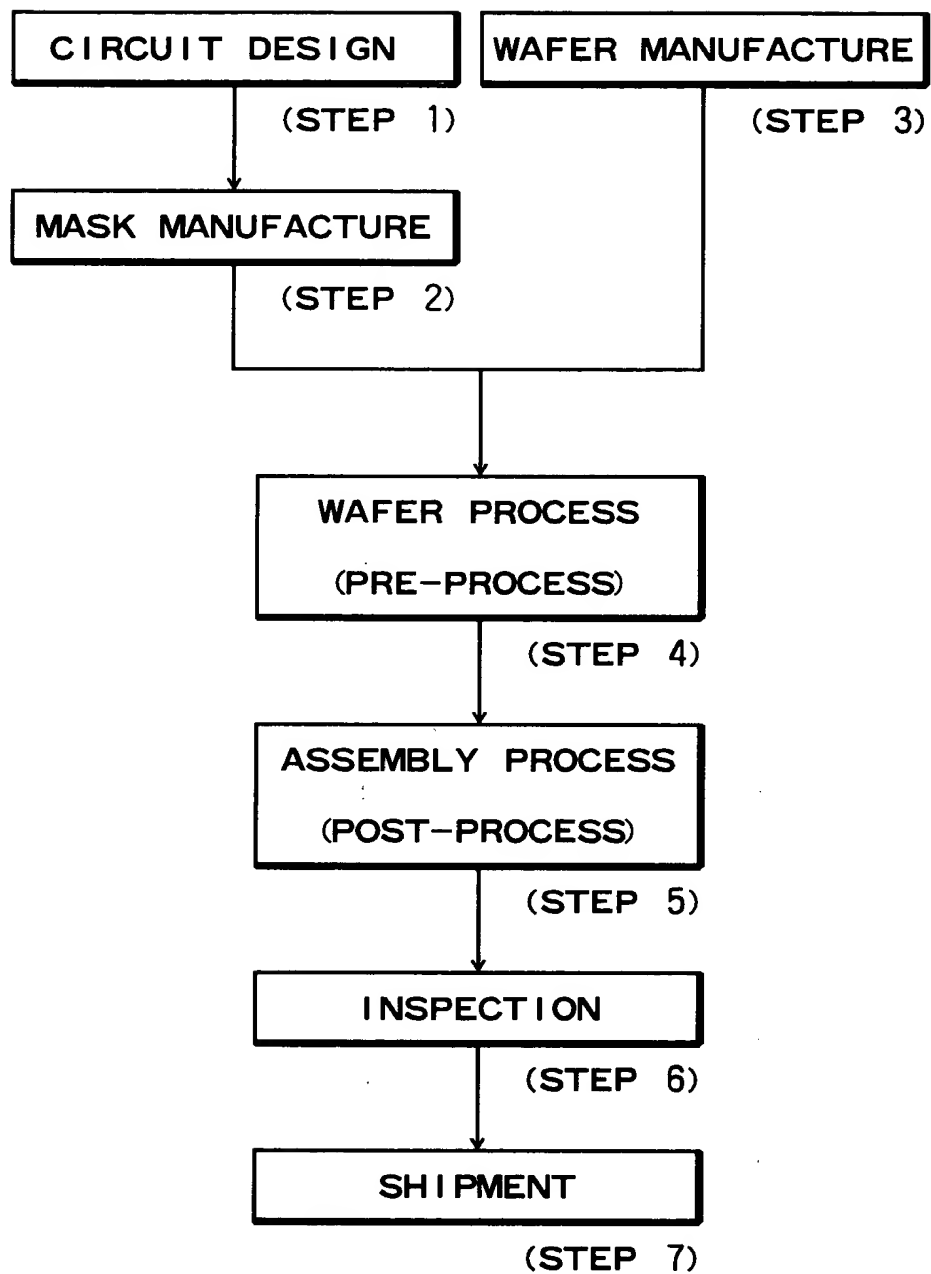 CIRCUIT DESIGN
(STEP 1)
WAFER MANUFACTURE
(STEP 3)
MASK MANUFACTURE
(STEP 2)
WAFER PROCESS
(PRE-PROCESS)
(STEP 4)
ASSEMBLY PROCESS
(POST-PROCESS)
(STEP 5)
INSPECTION
(STEP 6)
SHIPMENT
(STEP 7)